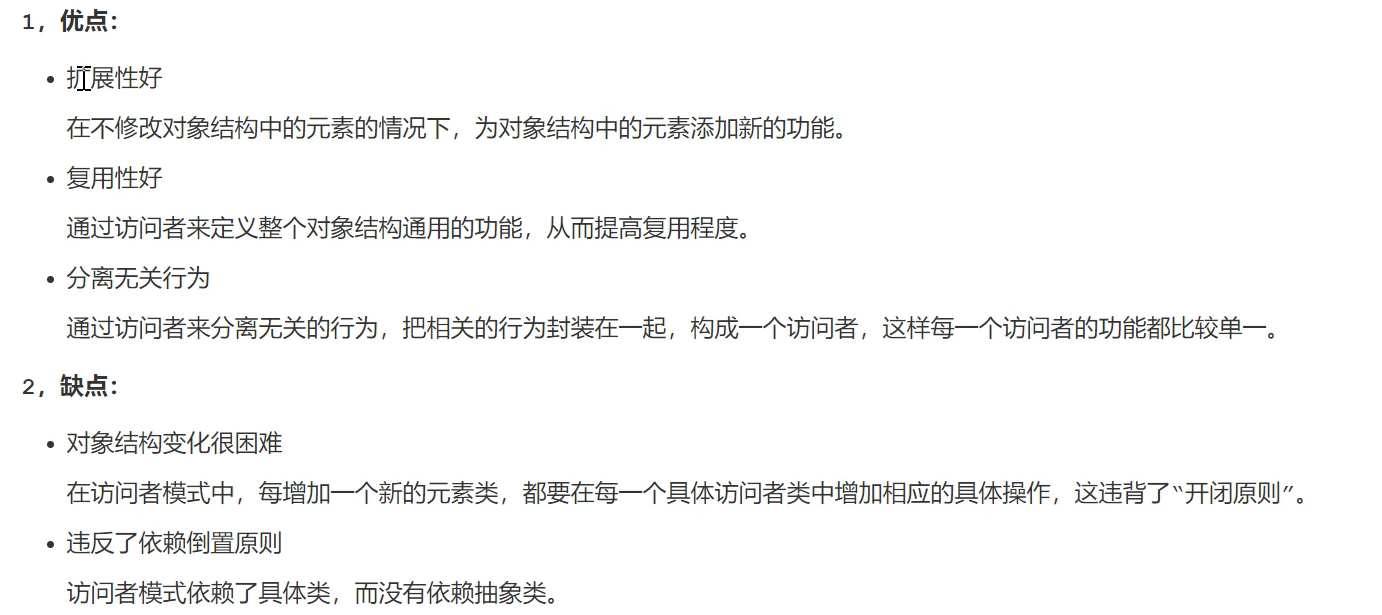 1，优点：
• 扩展性好
在不修改对象结构中的元素的情况下，为对象结构中的元素添加新的功能。
• 复用性好
通过访问者来定义整个对象结构通用的功能，从而提高复用程度。
• 分离无关行为
通过访问者来分离无关的行为，把相关的行为封装在一起，构成一个访问者，这样每一个访问者的功能都比较单一。
2，缺点：
• 对象结构变化很困难
在访问者模式中，每增加一个新的元素类，都要在每一个具体访问者类中增加相应的具体操作，这违背了“开闭原则”。
• 违反了依赖倒置原则
访问者模式依赖了具体类，而没有依赖抽象类。